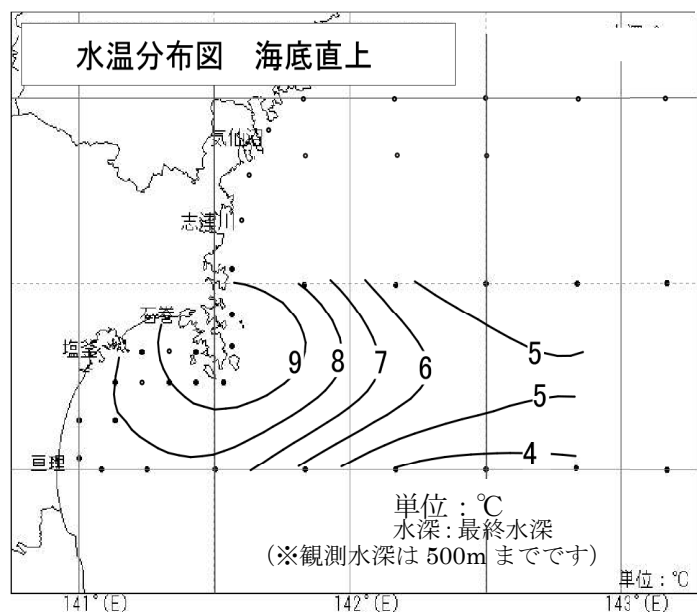 水温分布図　海底直上
気仙沼
志津川
石巻
塩釜
亘理
9 8 7 6 5
5
4
単位：℃
水深：最終水深
（※観測水深は 500m までです）
単位：℃
141°(E) 142°(E) 143°(E)